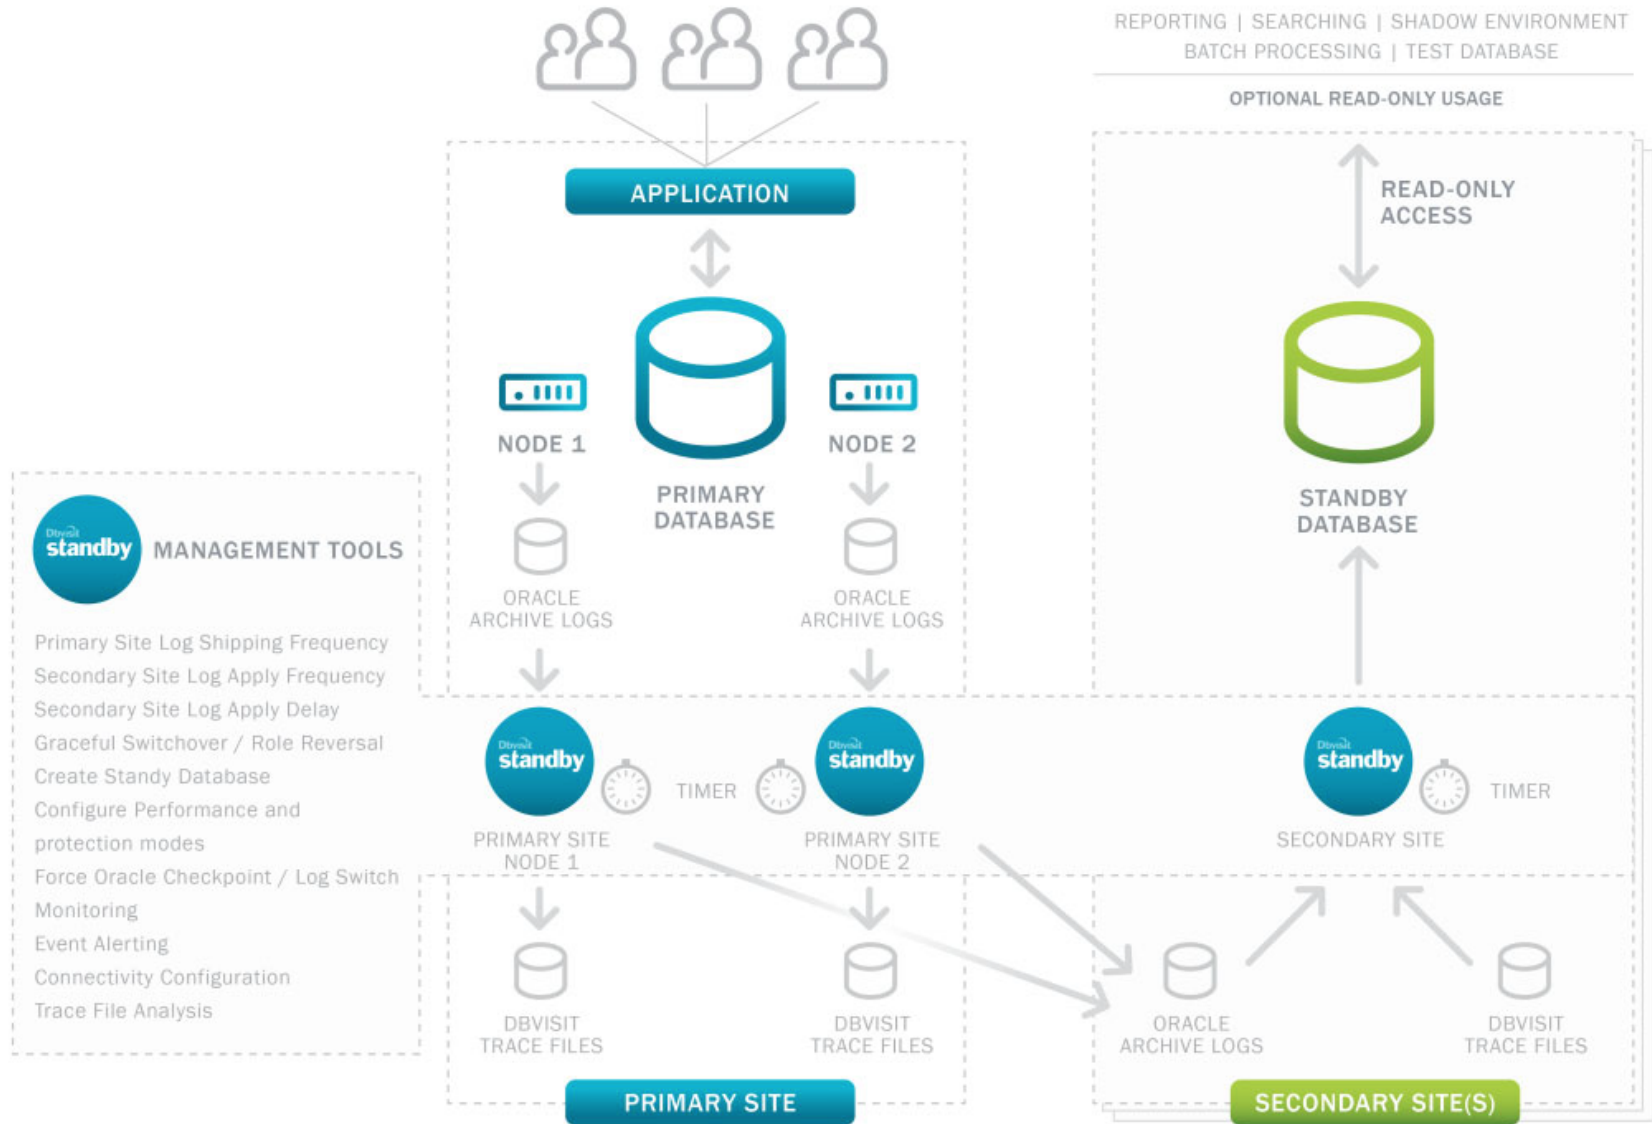 REPORTING | SEARCHING | SHADOW ENVIRONMENT
BATCH PROCESSING | TEST DATABASE
OPTIONAL READ-ONLY USAGE
APPLICATION
READ-ONLY
ACCESS
NODE 1
NODE 2
PRIMARY
DATABASE
STANDBY
DATABASE
ORACLE
ARCHIVE LOGS
ORACLE
ARCHIVE LOGS
Dbvisit
standby
MANAGEMENT TOOLS
Primary Site Log Shipping Frequency
Secondary Site Log Apply Frequency
Secondary Site Log Apply Delay
Graceful Switchover / Role Reversal
Create Standy Database
Configure Performance and
protection modes
Force Oracle Checkpoint / Log Switch
Monitoring
Event Alerting
Connectivity Configuration
Trace File Analysis
Dbvisit
standby
TIMER
Dbvisit
standby
Dbvisit
standby
TIMER
PRIMARY SITE
NODE 1
PRIMARY SITE
NODE 2
SECONDARY SITE
DBVISIT
TRACE FILES
DBVISIT
TRACE FILES
ORACLE
ARCHIVE LOGS
DBVISIT
TRACE FILES
PRIMARY SITE
SECONDARY SITE(S)